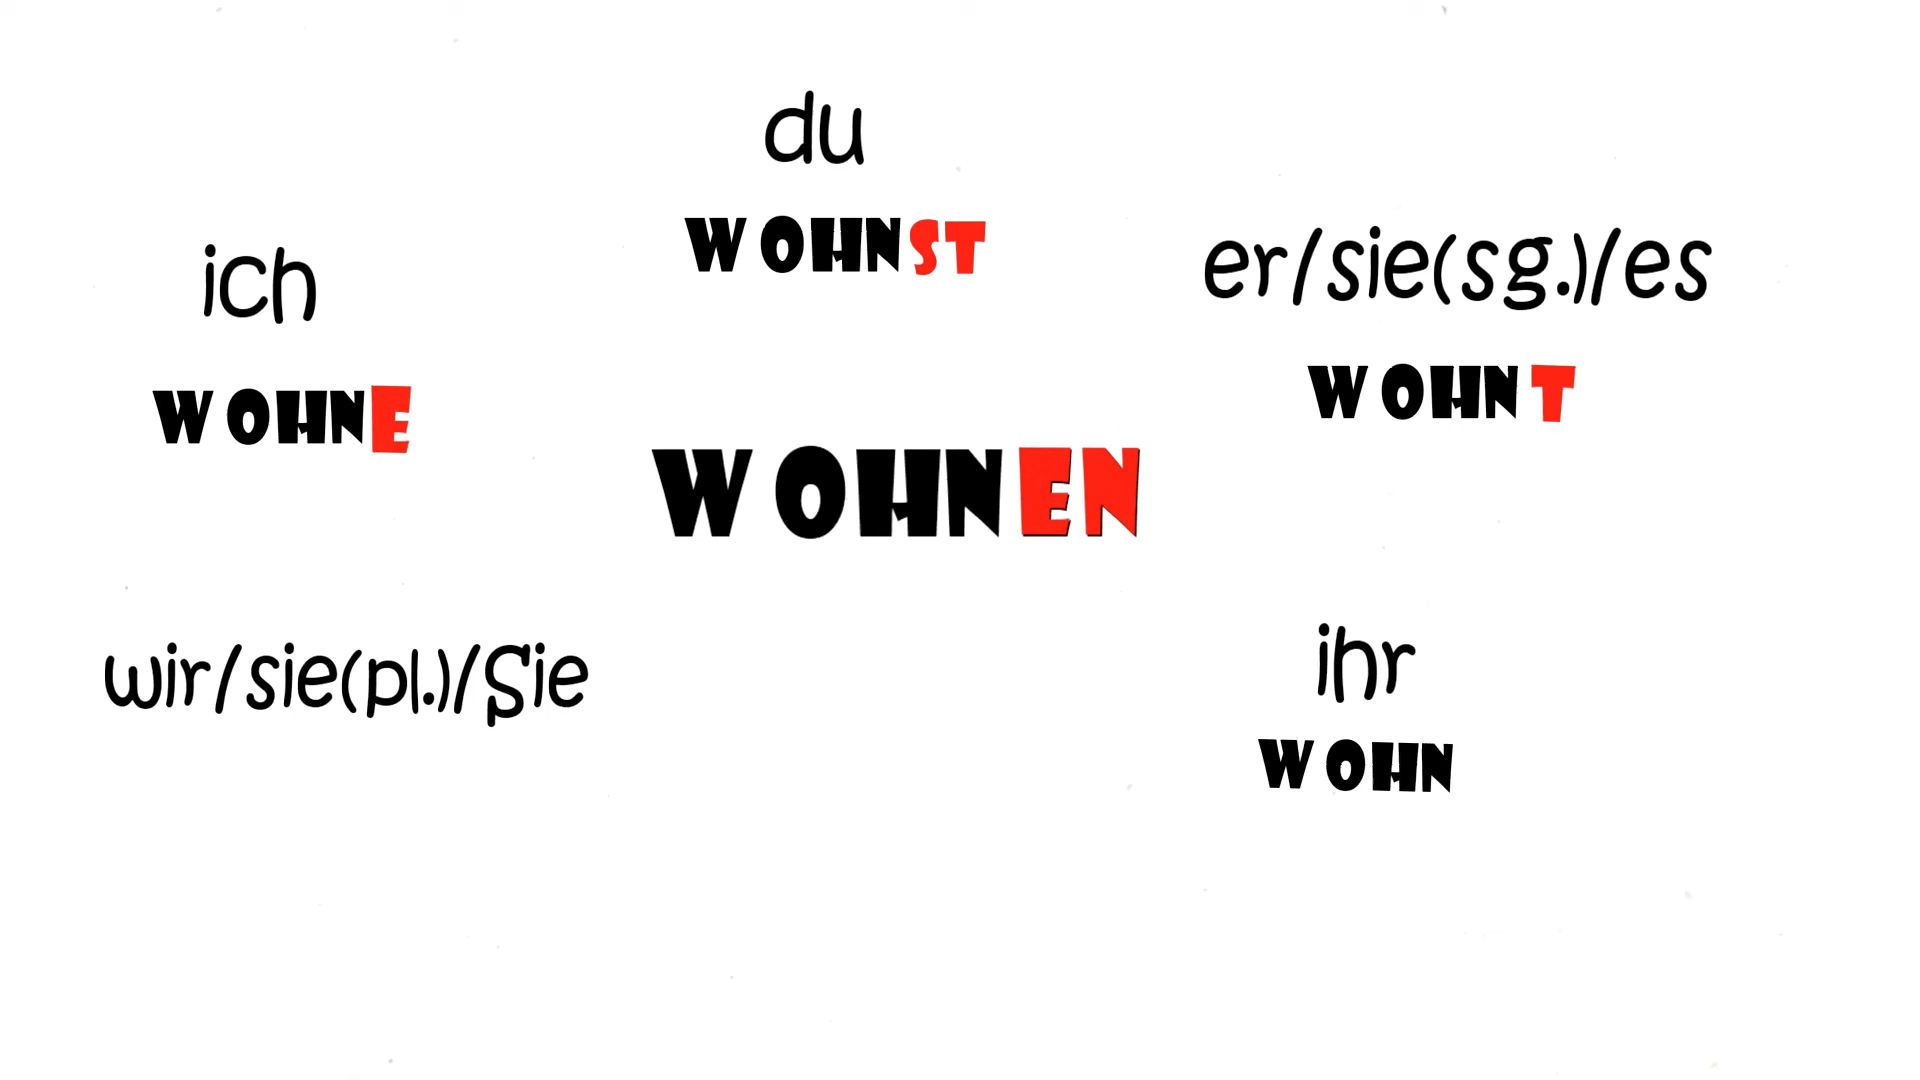 du
WOHNST
ich
WOHNE
er/sie(sg.)/es
WOHNT
WOHNEN
wir/sie(pl.)/Sie
ihr
WOHN